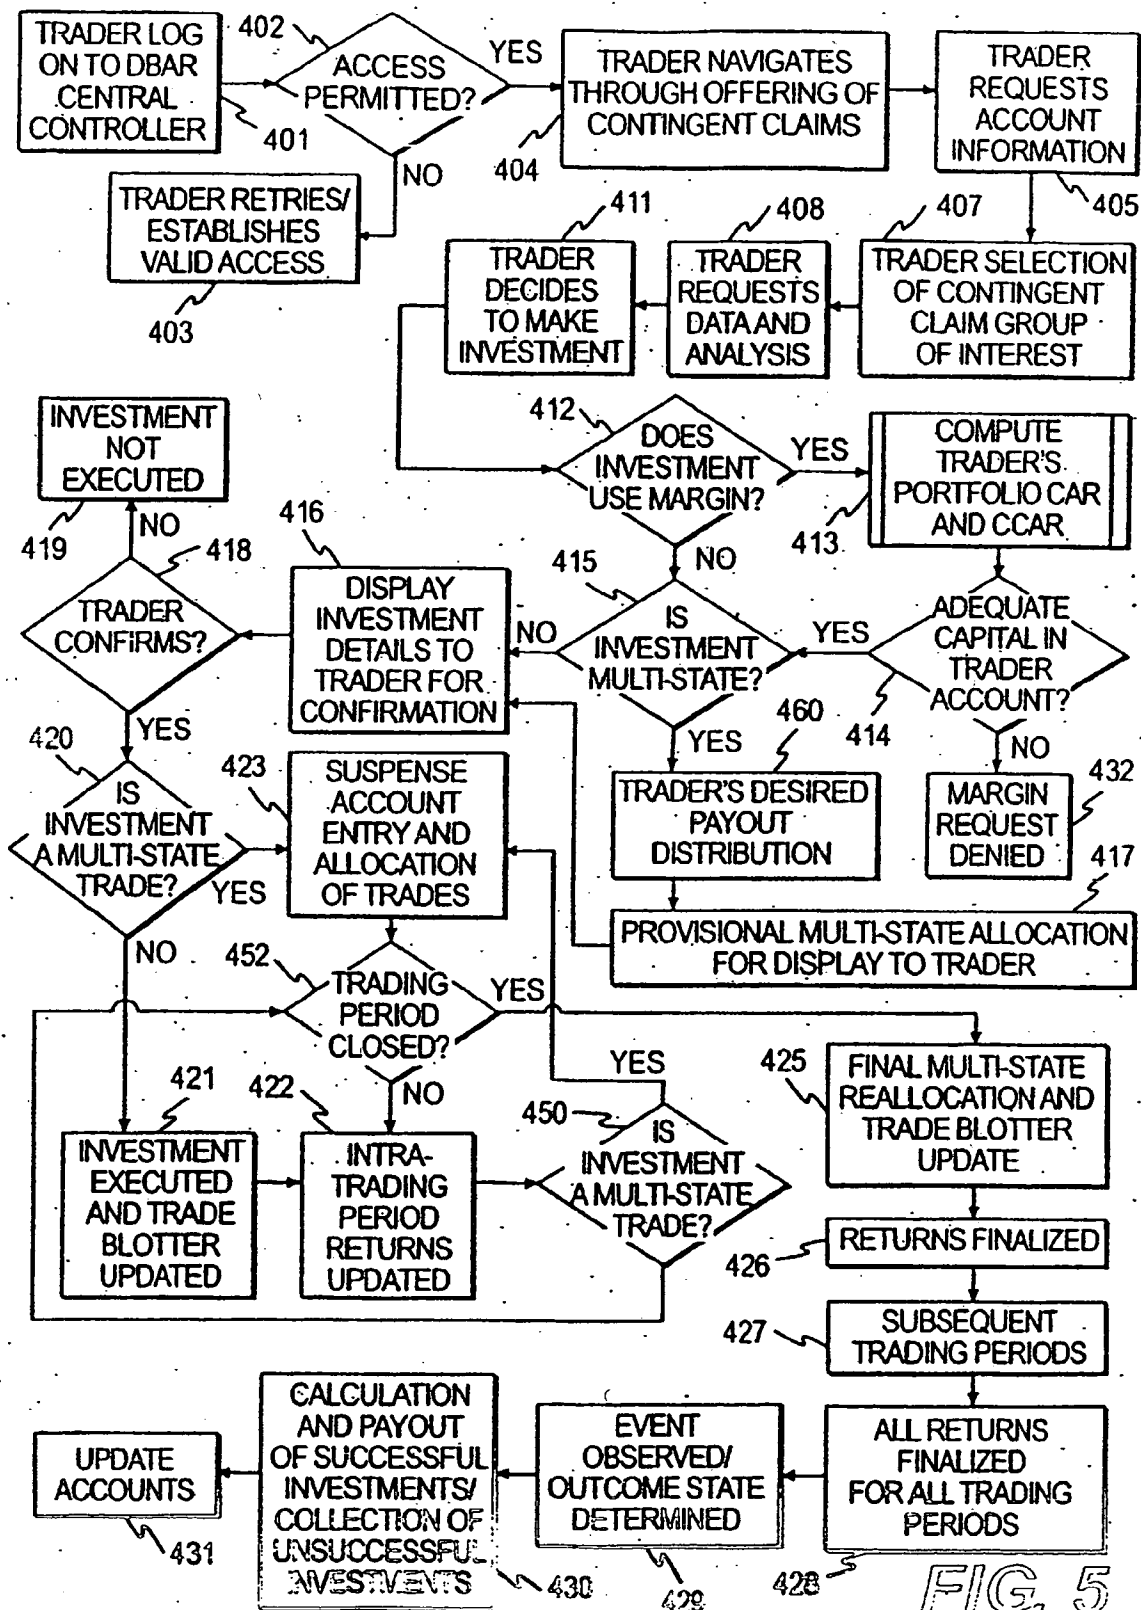 TRADER LOG
ON TO DBAR
CENTRAL
CONTROLLER
401
402
ACCESS
PERMITTED?
YES
NO
TRADER RETRIES/
ESTABLISHES
VALID ACCESS
403
TRADER NAVIGATES
THROUGH OFFERING OF
CONTINGENT CLAIMS
404
TRADER
REQUESTS
ACCOUNT
INFORMATION
405
407
TRADER SELECTION
OF CONTINGENT
CLAIM GROUP
OF INTEREST
408
TRADER
REQUESTS
DATA AND
ANALYSIS
411
TRADER
DECIDES
TO MAKE
INVESTMENT
412
DOES
INVESTMENT
USE MARGIN?
YES
NO
COMPUTE
TRADER'S
PORTFOLIO CAR
AND CCAR
413
ADEQUATE
CAPITAL IN
TRADER
ACCOUNT?
414
YES
NO
MARGIN
REQUEST
DENIED
432
415
IS
INVESTMENT
MULTI-STATE?
NO
YES
460
TRADER'S DESIRED
PAYOUT
DISTRIBUTION
417
PROVISIONAL MULTI-STATE ALLOCATION
FOR DISPLAY TO TRADER
416
DISPLAY
INVESTMENT
DETAILS TO
TRADER FOR
CONFIRMATION
418
TRADER
CONFIRMS?
NO
INVESTMENT
NOT
EXECUTED
419
YES
420
IS
INVESTMENT
A MULTI-STATE
TRADE?
YES
NO
423
SUSPENSE
ACCOUNT
ENTRY AND
ALLOCATION
OF TRADES
452
TRADING
PERIOD
CLOSED?
YES
NO
421
INVESTMENT
EXECUTED
AND TRADE
BLOTTER
UPDATED
422
INTRA-
TRADING
PERIOD
RETURNS
UPDATED
450
YES
IS
INVESTMENT
A MULTI-STATE
TRADE?
425
FINAL MULTI-STATE
REALLOCATION AND
TRADE BLOTTER
UPDATE
RETURNS FINALIZED
426
SUBSEQUENT
TRADING PERIODS
427
ALL RETURNS
FINALIZED
FOR ALL TRADING
PERIODS
428
EVENT
OBSERVED/
OUTCOME STATE
DETERMINED
429
CALCULATION
AND PAYOUT
OF SUCCESSFUL
INVESTMENTS/
COLLECTION OF
UNSUCCESSFUL
INVESTMENTS
430
UPDATE
ACCOUNTS
431
FIG. 5